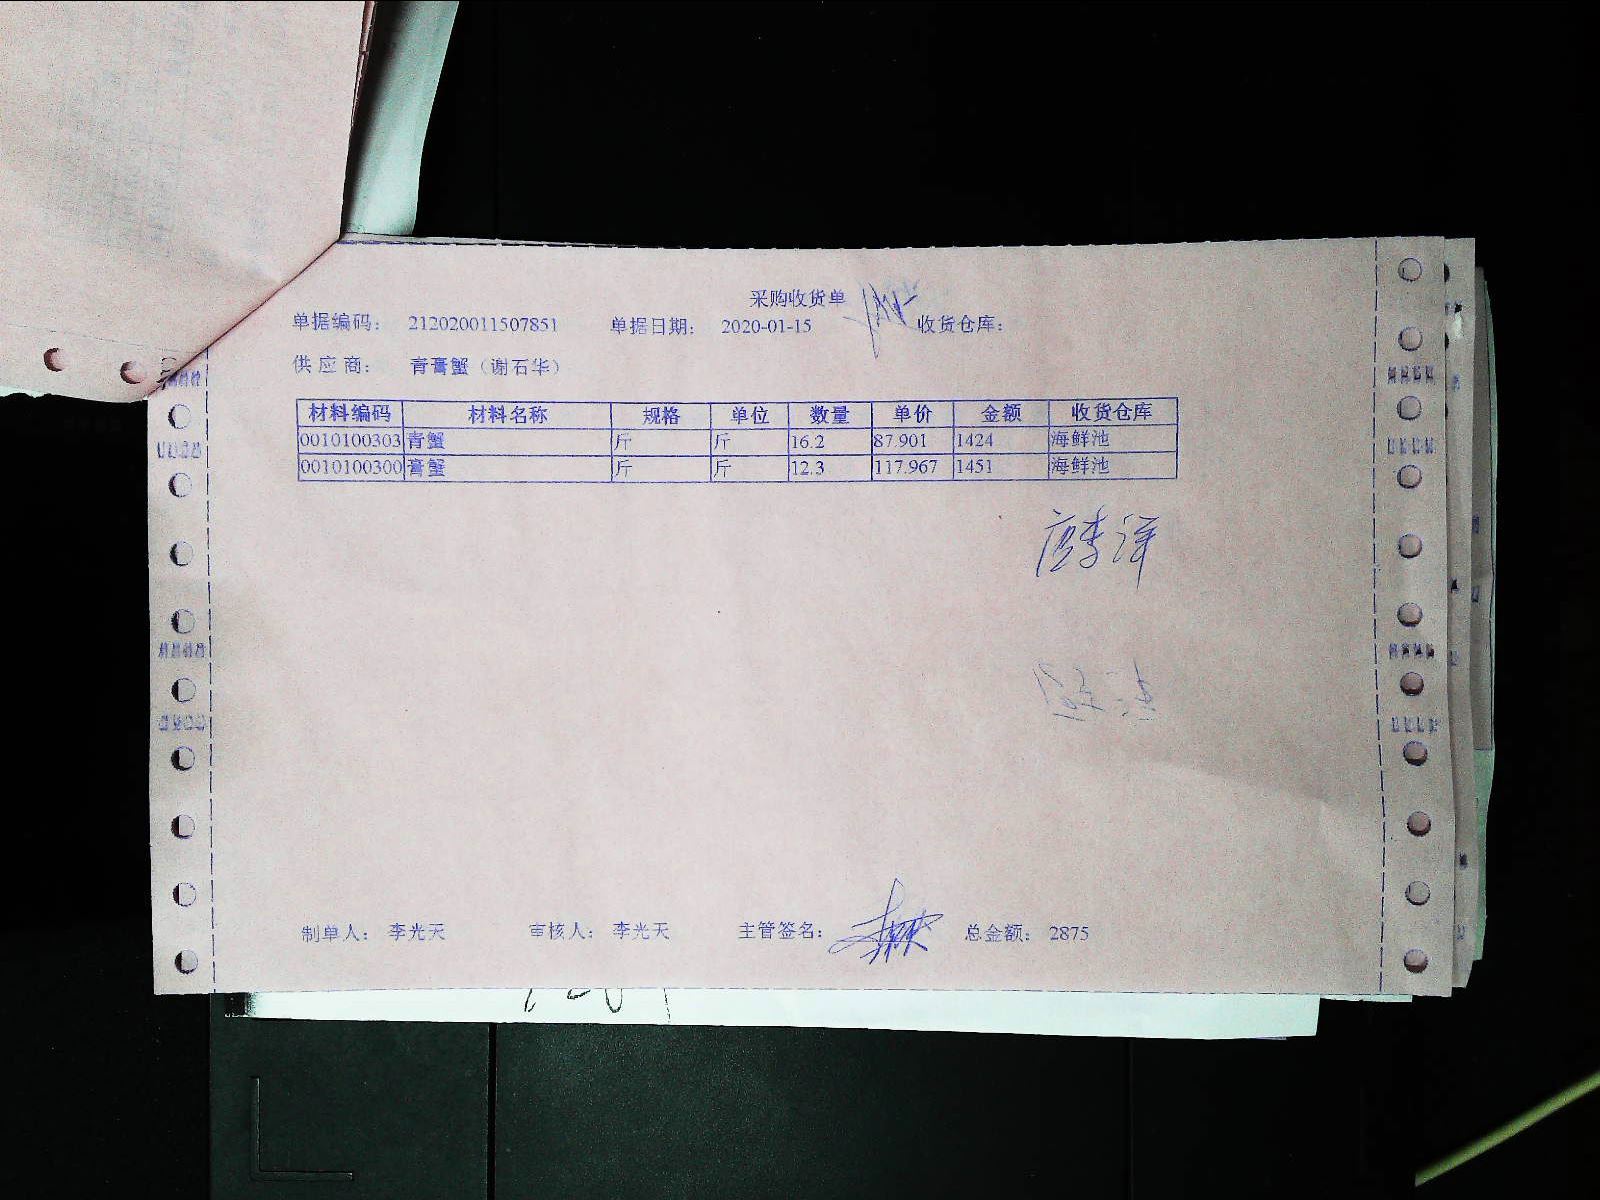 采购收货单
单据编码： 212020011507851 单据日期： 2020-01-15 收货仓库：
供应商： 青膏蟹（谢石华）
材料编码 材料名称 规格 单位 数量 单价 金额 收货仓库
0010100303 青蟹 斤 斤 16.2 87.901 1424 海鲜池
0010100300 膏蟹 斤 斤 12.3 117.967 1451 海鲜池
制单人： 李光天 审核人： 李光天 主管签名： 总金额： 2875